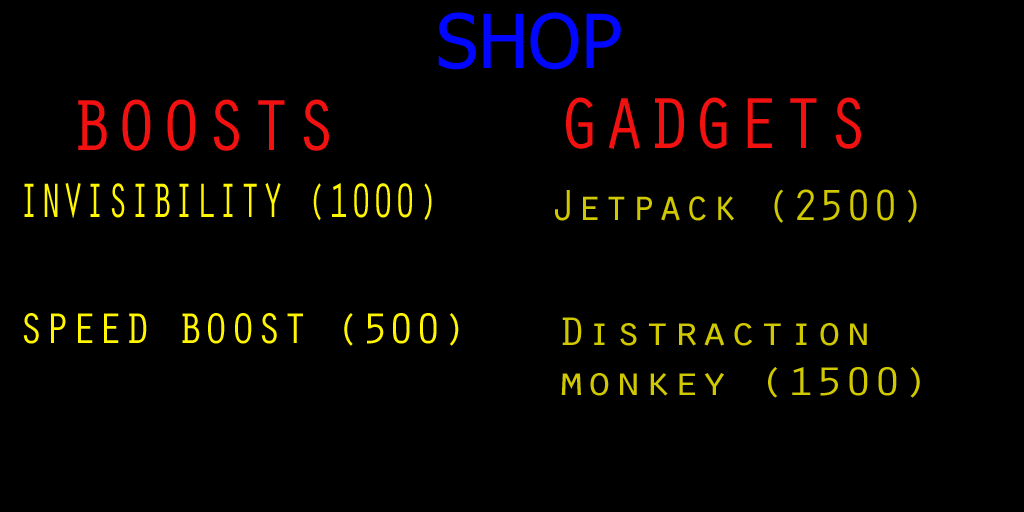 SHOP
BOOSTS
INVISIBILITY (1000)
SPEED BOOST (500)
GADGETS
Jetpack (2500)
Distraction
monkey (1500)